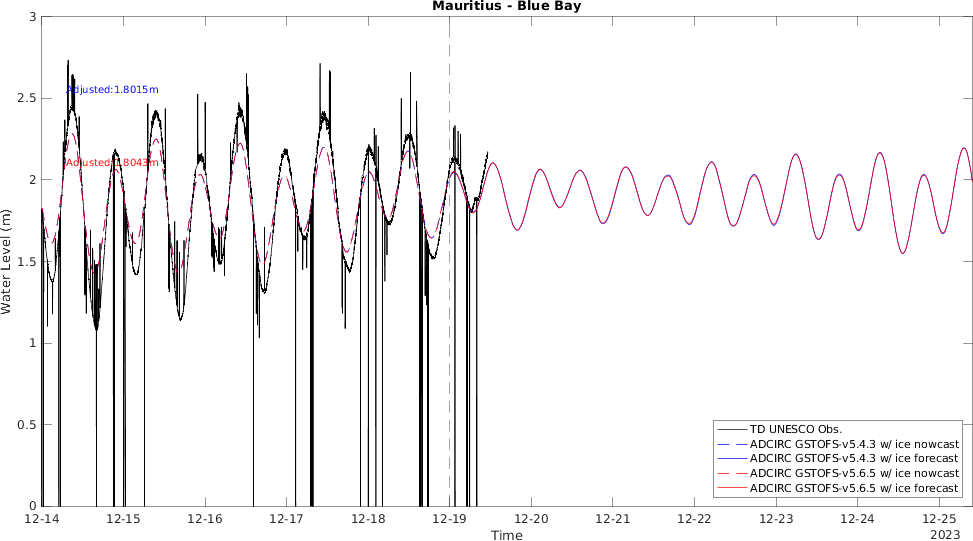 Mauritius - Blue Bay
3
2.5
2
1.5
1
0.5
0
Water Level (m)
Adjusted:1.8015m
Adjusted:1.8043m
TD UNESCO Obs.
ADCIRC GSTOFS-v5.4.3 w/ ice nowcast
ADCIRC GSTOFS-v5.4.3 w/ ice forecast
ADCIRC GSTOFS-v5.6.5 w/ ice nowcast
ADCIRC GSTOFS-v5.6.5 w/ ice forecast
12-14 12-15 12-16 12-17 12-18 12-19 12-20 12-21 12-22 12-23 12-24 12-25
2023
Time